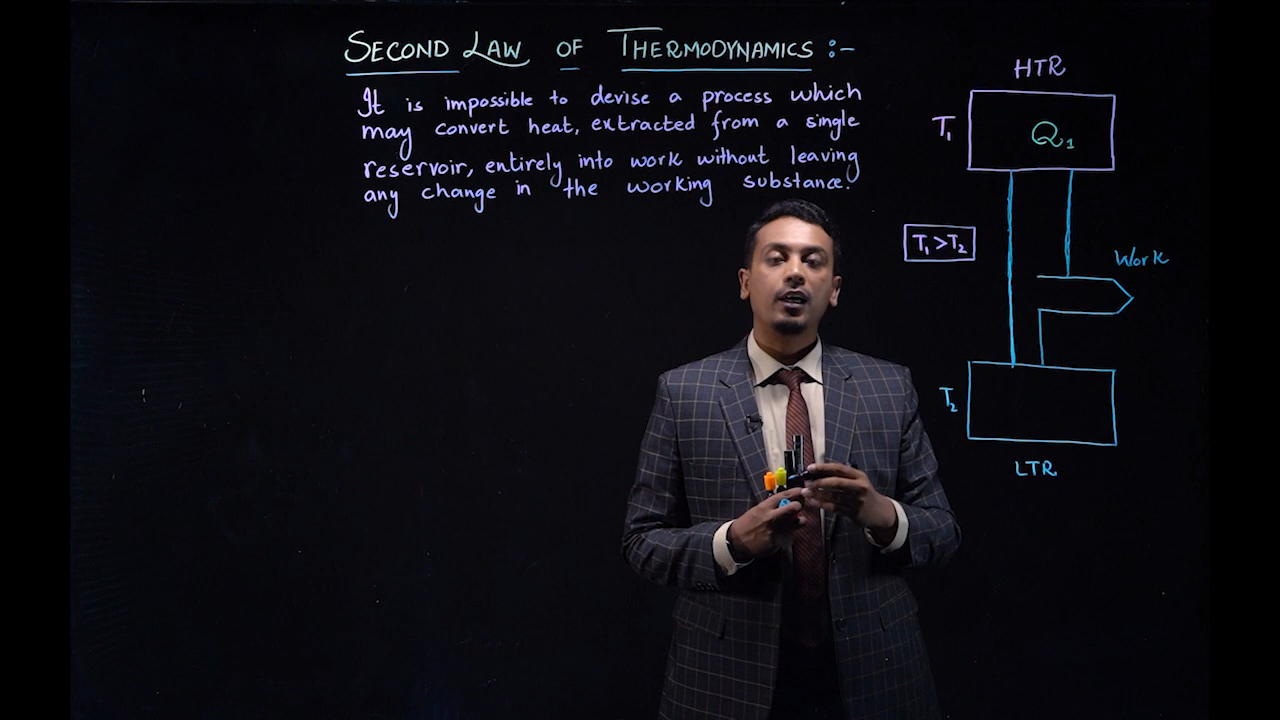 SECOND LAW OF THERMODYNAMICS :-
It is impossible to devise a process which
may convert heat, extracted from a single
reservoir, entirely into work without leaving
any change in the working substance.
HTR
T₁
Q₁
T₁ > T₂
Work
T₂
LTR